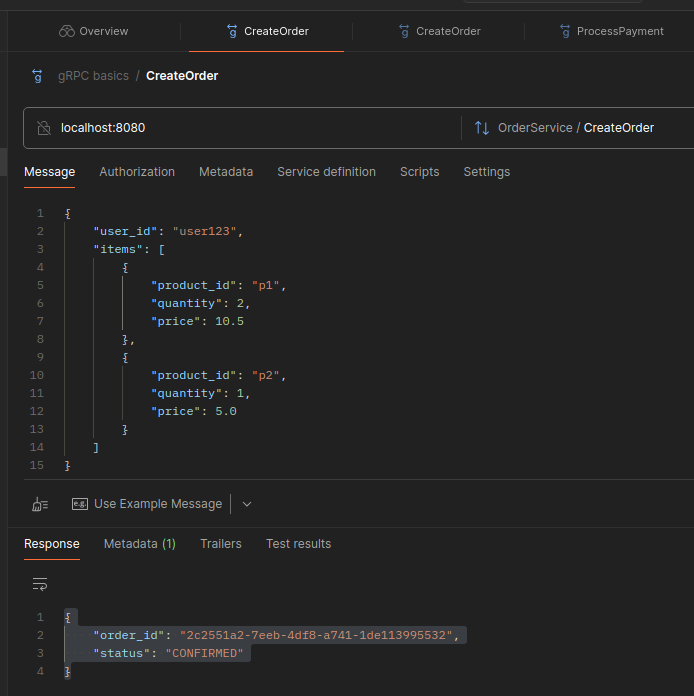 Overview CreateOrder CreateOrder ProcessPayment
gRPC basics / CreateOrder
localhost:8080 OrderService / CreateOrder
Message Authorization Metadata Service definition Scripts Settings
1 {
2 "user_id": "user123",
3 "items": [
4 {
5 "product_id": "p1",
6 "quantity": 2,
7 "price": 10.5
8 },
9 {
10 "product_id": "p2",
11 "quantity": 1,
12 "price": 5.0
13 }
14 ]
15 }
e.g Use Example Message
Response Metadata (1) Trailers Test results
1 {
2 "order_id": "2c2551a2-7eeb-4df8-a741-1de113995532",
3 "status": "CONFIRMED"
4 }